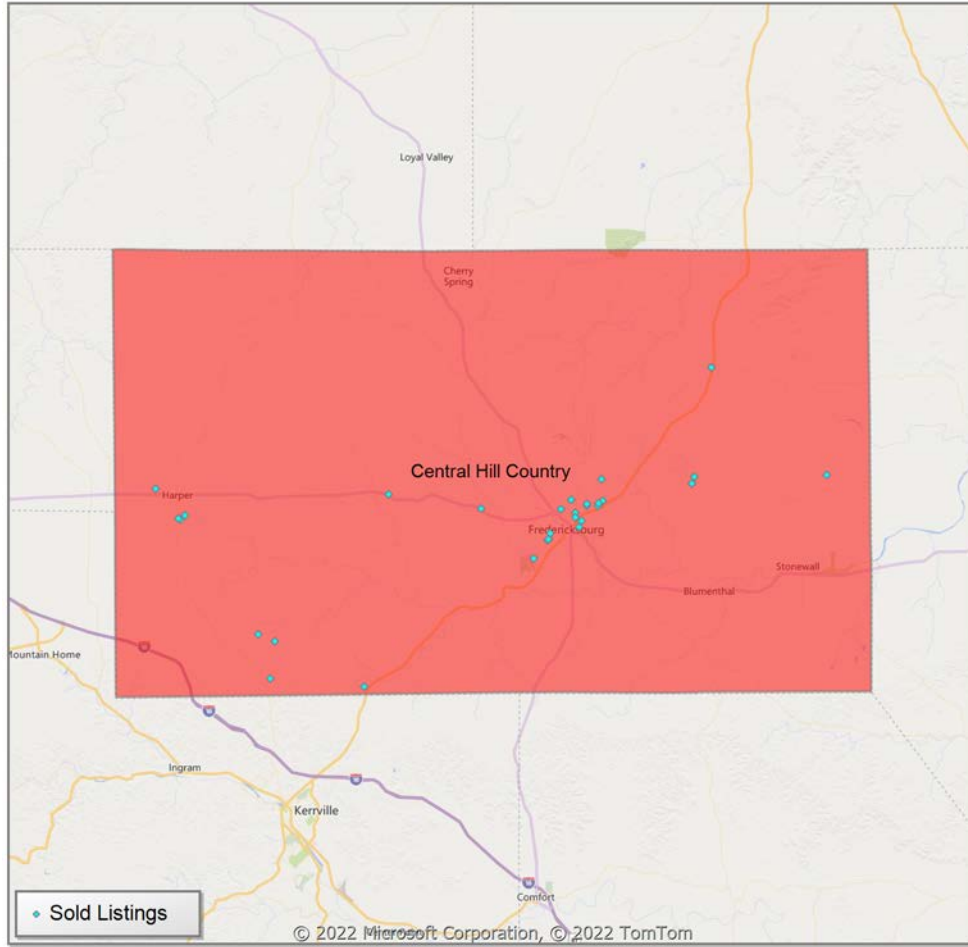 Loyal Valley
Cherry
Spring
Central Hill Country
Harper
Fredericksburg
Stonewall
Blumenthal
Mountain Home
Ingram
Kerrville
Comfort
Sold Listings
© 2022 Microsoft Corporation, © 2022 TomTom